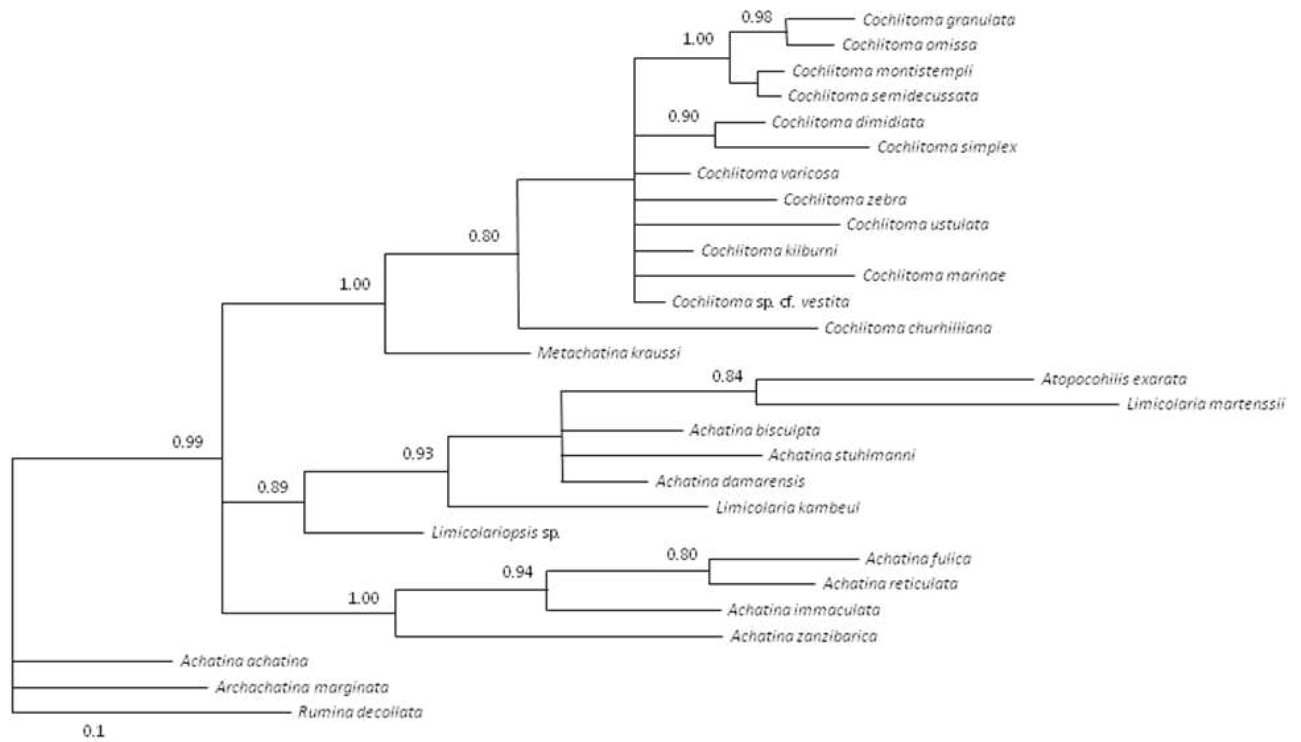 0.98
Cochlitoma granulata
1.00
Cochlitoma omissa
Cochlitoma montistempli
Cochlitoma semidecussata
0.90
Cochlitoma dimidiata
Cochlitoma simplex
Cochlitoma varicosa
Cochlitoma zebra
Cochlitoma ustulata
0.80
Cochlitoma kilburni
Cochlitoma marinae
1.00
Cochlitoma sp. cf. vestita
Cochlitoma churhilliana
Metachatina kraussi
0.84
Atopocohilis exarata
Limicolaria martenssii
Achatina bisculpta
0.99
0.93
Achatina stuhlmanni
Achatina damarensis
0.89
Limicolaria kambeul
Limicolariopsis sp.
0.80
Achatina fulica
0.94
Achatina reticulata
1.00
Achatina immaculata
Achatina zanzibarica
Achatina achatina
Archachatina marginata
Rumina decollata
0.1